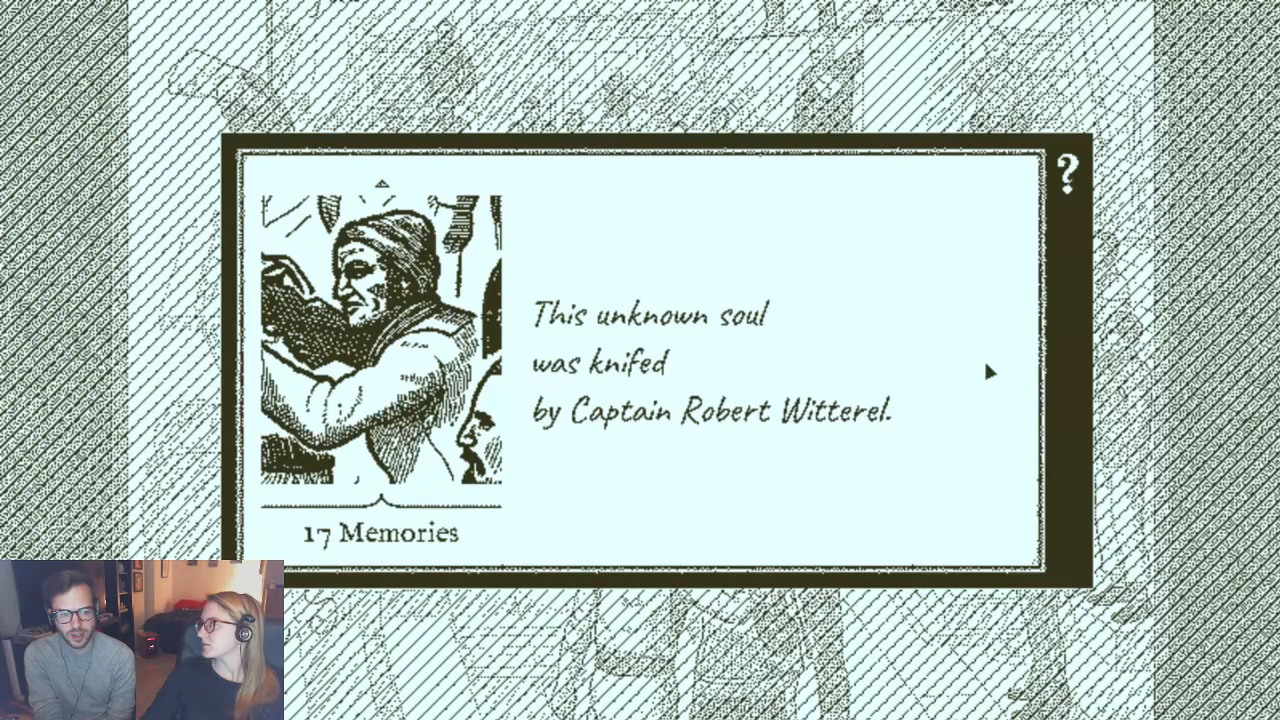 ?
This unknown soul
was knifed
by Captain Robert Witterel.
17 Memories